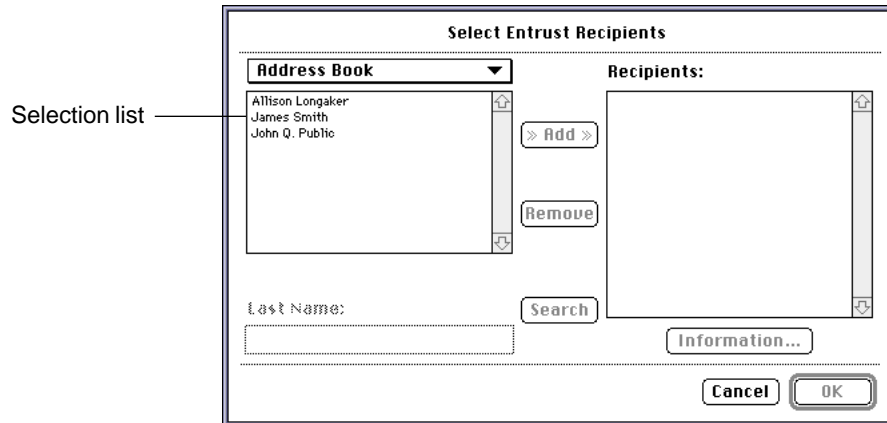 Select Entrust Recipients
Address Book
Recipients:
Selection list
Allison Longaker
James Smith
John Q. Public
» Add »
Remove
Last Name:
Search
Information...
Cancel
OK